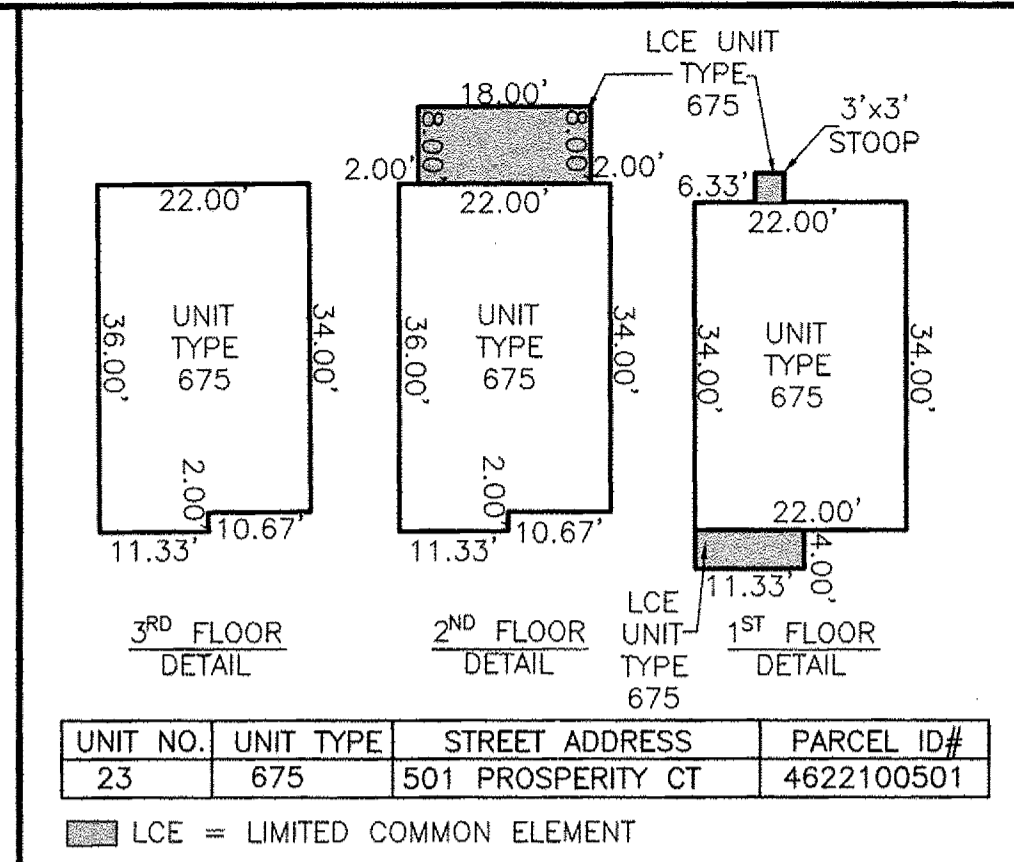 LCE UNIT
TYPE
675
3'x3'
STOOP
18.00'
8.00'
8.00'
2.00'
2.00'
6.33'
22.00'
22.00'
22.00'
UNIT
TYPE
675
36.00'
34.00'
UNIT
TYPE
675
36.00'
34.00'
UNIT
TYPE
675
34.00'
34.00'
2.00'
10.67'
11.33'
2.00'
10.67'
11.33'
22.00'
4.00'
11.33'
LCE
UNIT
TYPE
675
3RD FLOOR
DETAIL
2ND FLOOR
DETAIL
1ST FLOOR
DETAIL
UNIT NO. UNIT TYPE STREET ADDRESS PARCEL ID#
23 675 501 PROSPERITY CT 4622100501
LCE = LIMITED COMMON ELEMENT